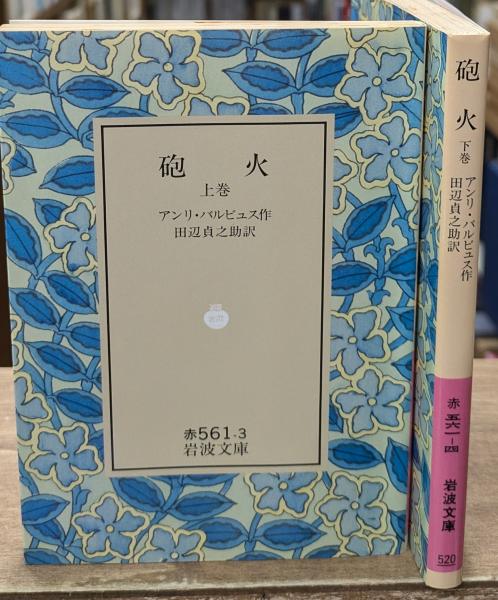 砲 火
上巻
アンリ・バルビュス作
田辺貞之助訳
赤561-3
岩波文庫
砲 火 下巻
アンリ・バルビュス作
田辺貞之助訳
赤 五六一-四
岩波文庫
520